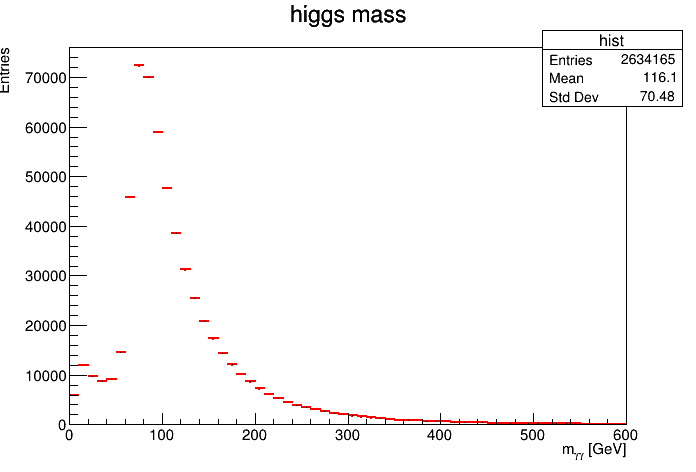 higgs mass
hist
Entries 2634165
Mean 116.1
Std Dev 70.48
Entries
70000
60000
50000
40000
30000
20000
10000
0
0 100 200 300 400 500 600
m_γγ [GeV]